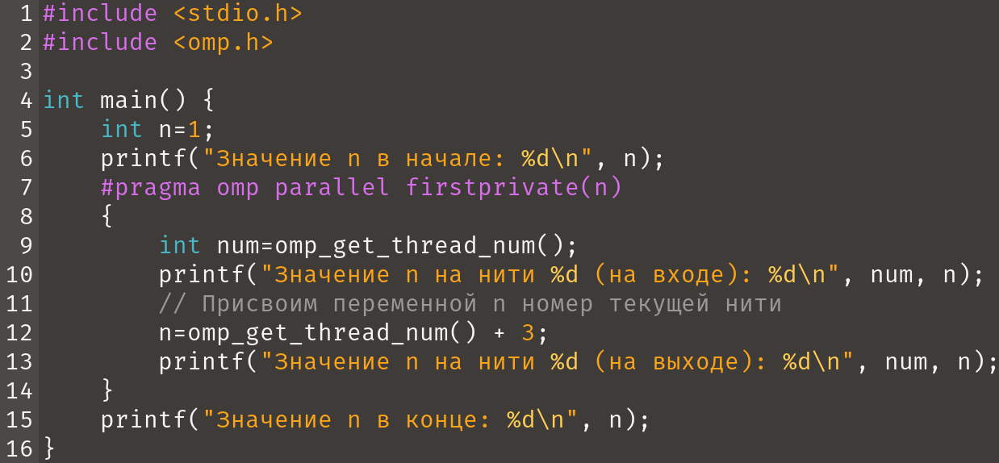 1 #include <stdio.h>
2 #include <omp.h>
3
4 int main() {
5     int n=1;
6     printf("Значение n в начале: %d\n", n);
7     #pragma omp parallel firstprivate(n)
8     {
9         int num=omp_get_thread_num();
10         printf("Значение n на нити %d (на входе): %d\n", num, n);
11         // Присвоим переменной n номер текущей нити
12         n=omp_get_thread_num() + 3;
13         printf("Значение n на нити %d (на выходе): %d\n", num, n);
14     }
15     printf("Значение n в конце: %d\n", n);
16 }